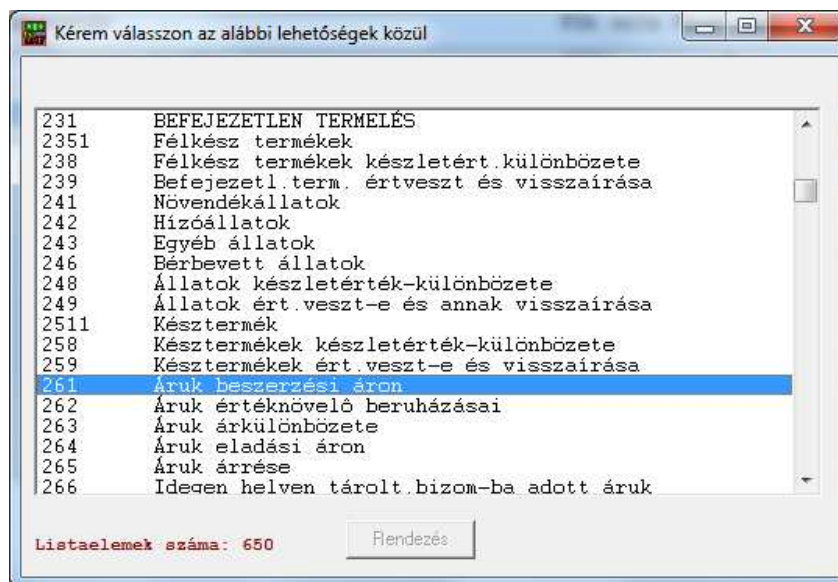 Kérem válasszon az alábbi lehetőségek közül
231 BEFEJEZETLEN TERMELÉS
2351 Félkész termékek
238 Félkész termékek készletért.különbözete
239 Befejezetl.term. értveszt és visszaírása
241 Növendékállatok
242 Hízóállatok
243 Egyéb állatok
246 Bérbevett állatok
248 Állatok készletérték-különbözete
249 Állatok ért.veszt-e és annak visszaírása
2511 Késztermék
258 Késztermékek készletérték-különbözete
259 Késztermékek ért.veszt-e és visszaírása
261 Áruk beszerzési áron
262 Áruk értéknövelô beruházásai
263 Áruk árkülönbözete
264 Áruk eladási áron
265 Áruk árrése
266 Idegen helyen tárolt,bizom-ba adott áruk
Listaelemek száma: 650
Rendezés